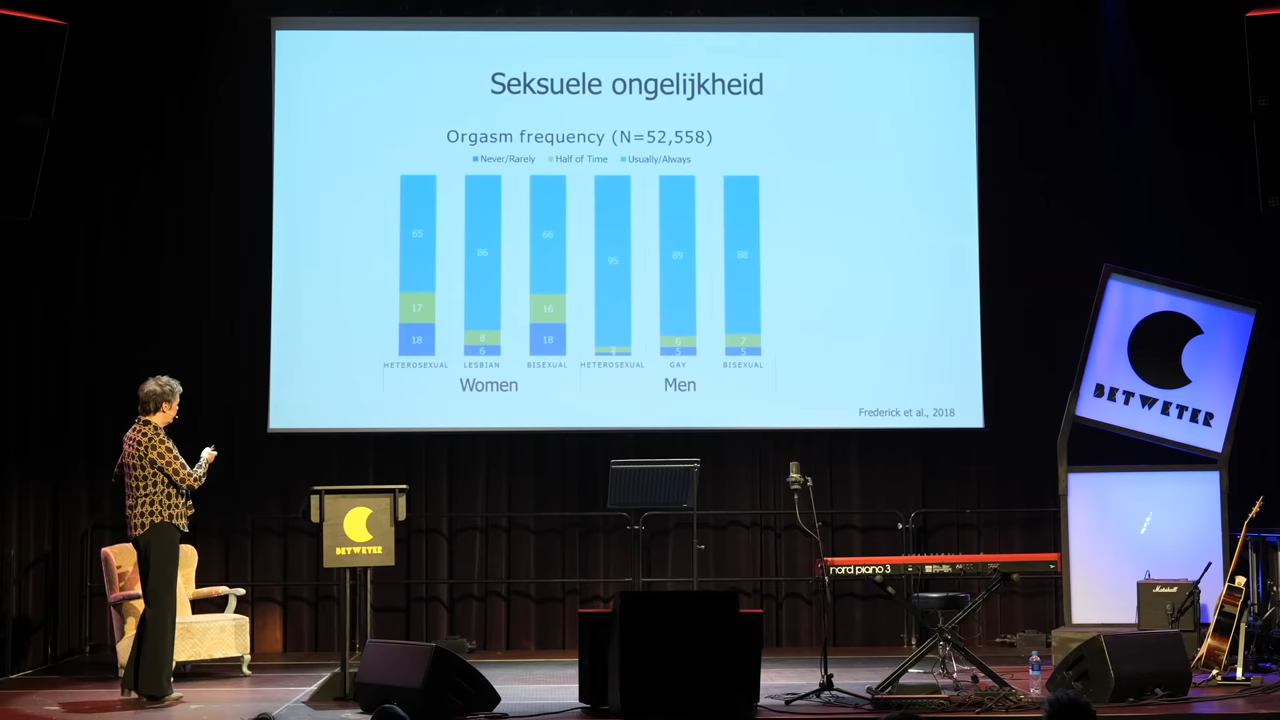 Seksuele ongelijkheid
Orgasm frequency (N=52,558)
Never/Rarely Half of Time Usually/Always
65 86 66 95 89 88
17 8 16 6 7
18 6 18 5 5
HETEROSEXUAL LESBIAN BISEXUAL HETEROSEXUAL GAY BISEXUAL
Women Men
Frederick et al., 2018
BETWETER
BETWETER
nord piano 3
Marshall